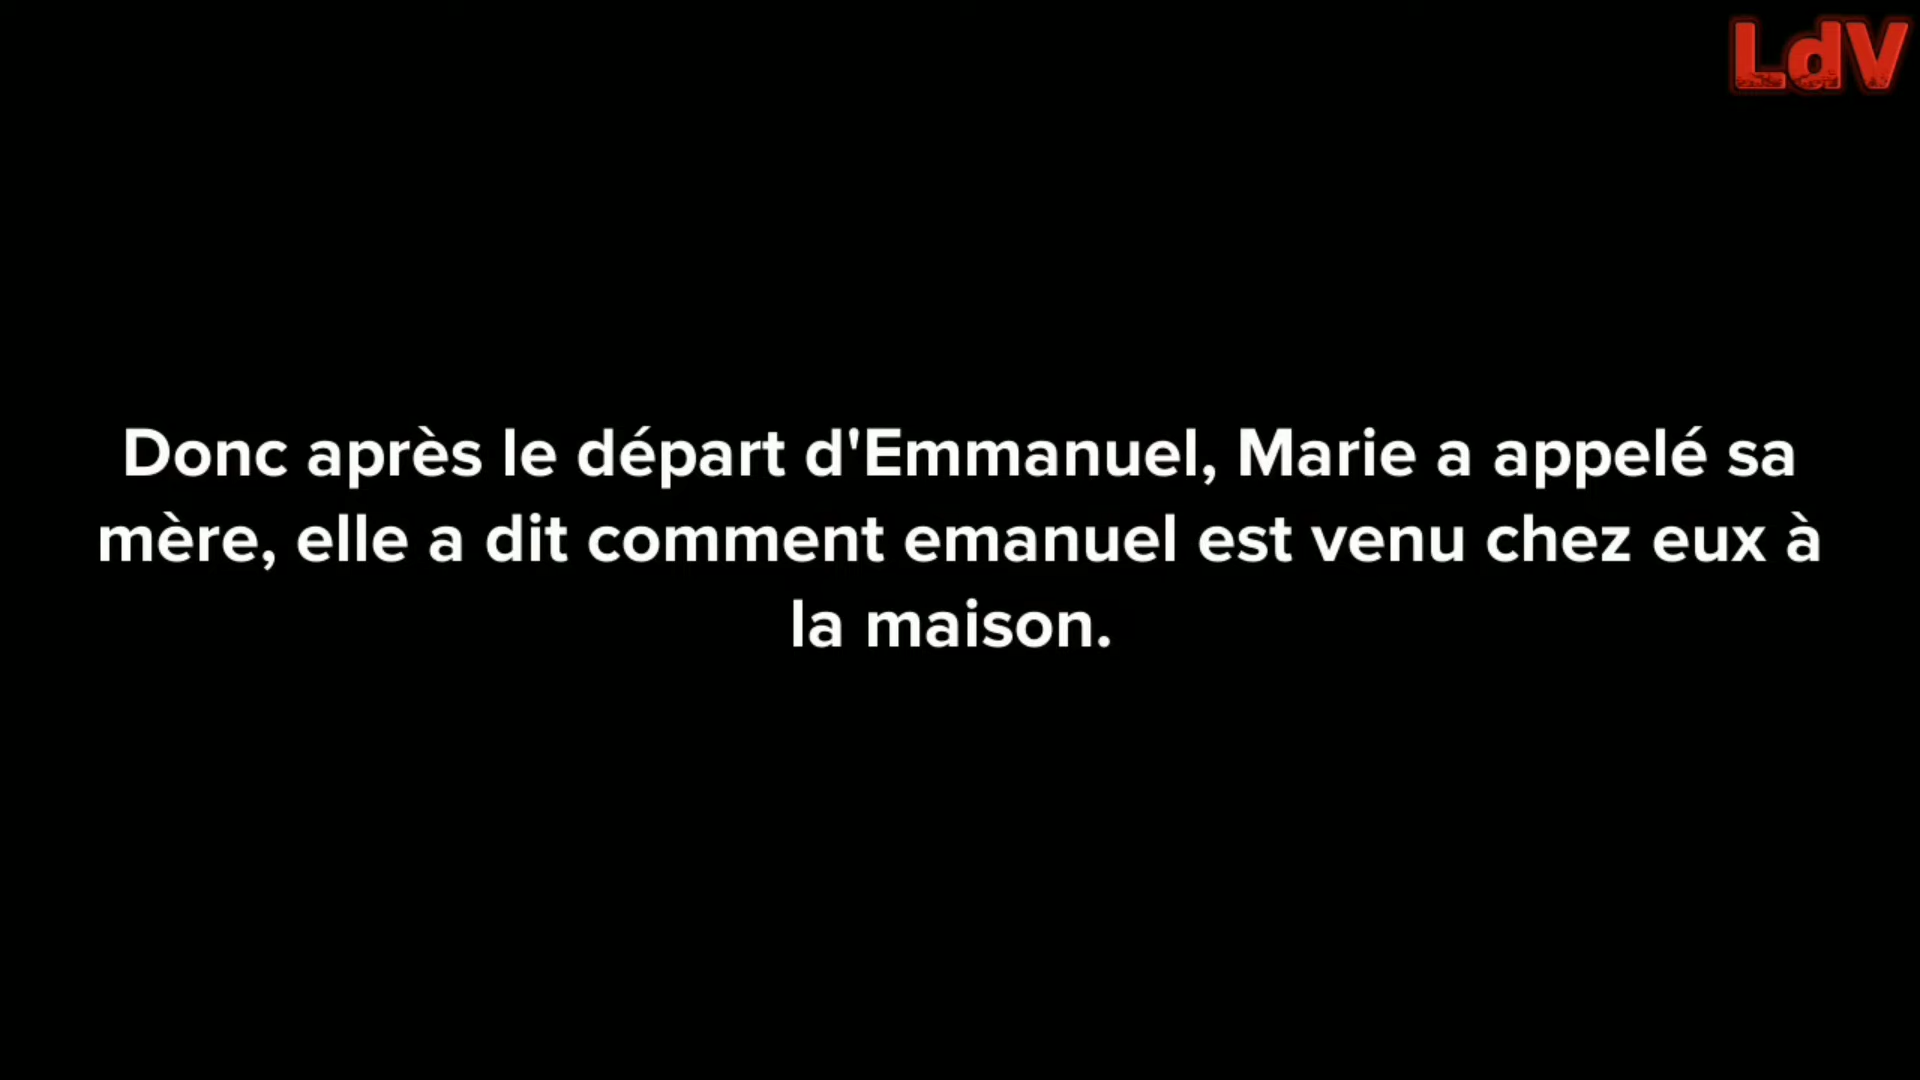 LdV
Donc après le départ d'Emmanuel, Marie a appelé sa
mère, elle a dit comment emanuel est venu chez eux à
la maison.